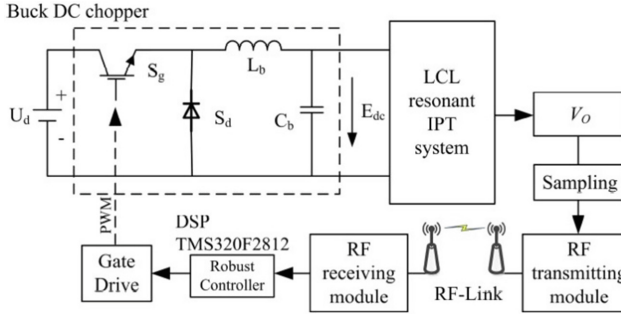 Buck DC chopper
Sg
Lb
Ud
+
-
Sd
Cb
Edc
LCL
resonant
IPT
system
VO
Sampling
PWM
DSP
TMS320F2812
Gate
Drive
Robust
Controller
RF
receiving
module
RF-Link
RF
transmitting
module